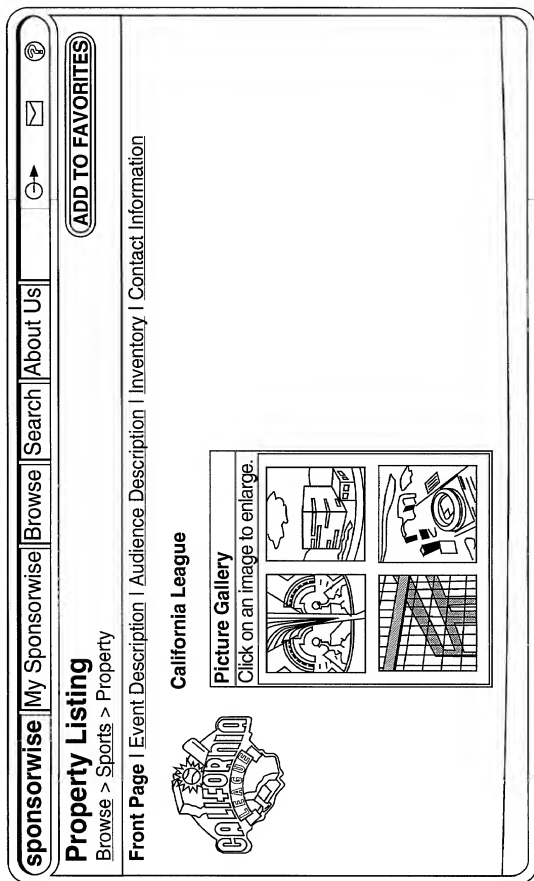 sponsorwise My Sponsorwise Browse Search About Us ?
Property Listing
ADD TO FAVORITES
Browse > Sports > Property
Front Page | Event Description | Audience Description | Inventory | Contact Information
CALIFORNIA
LEAGUE
California League
Picture Gallery
Click on an image to enlarge.